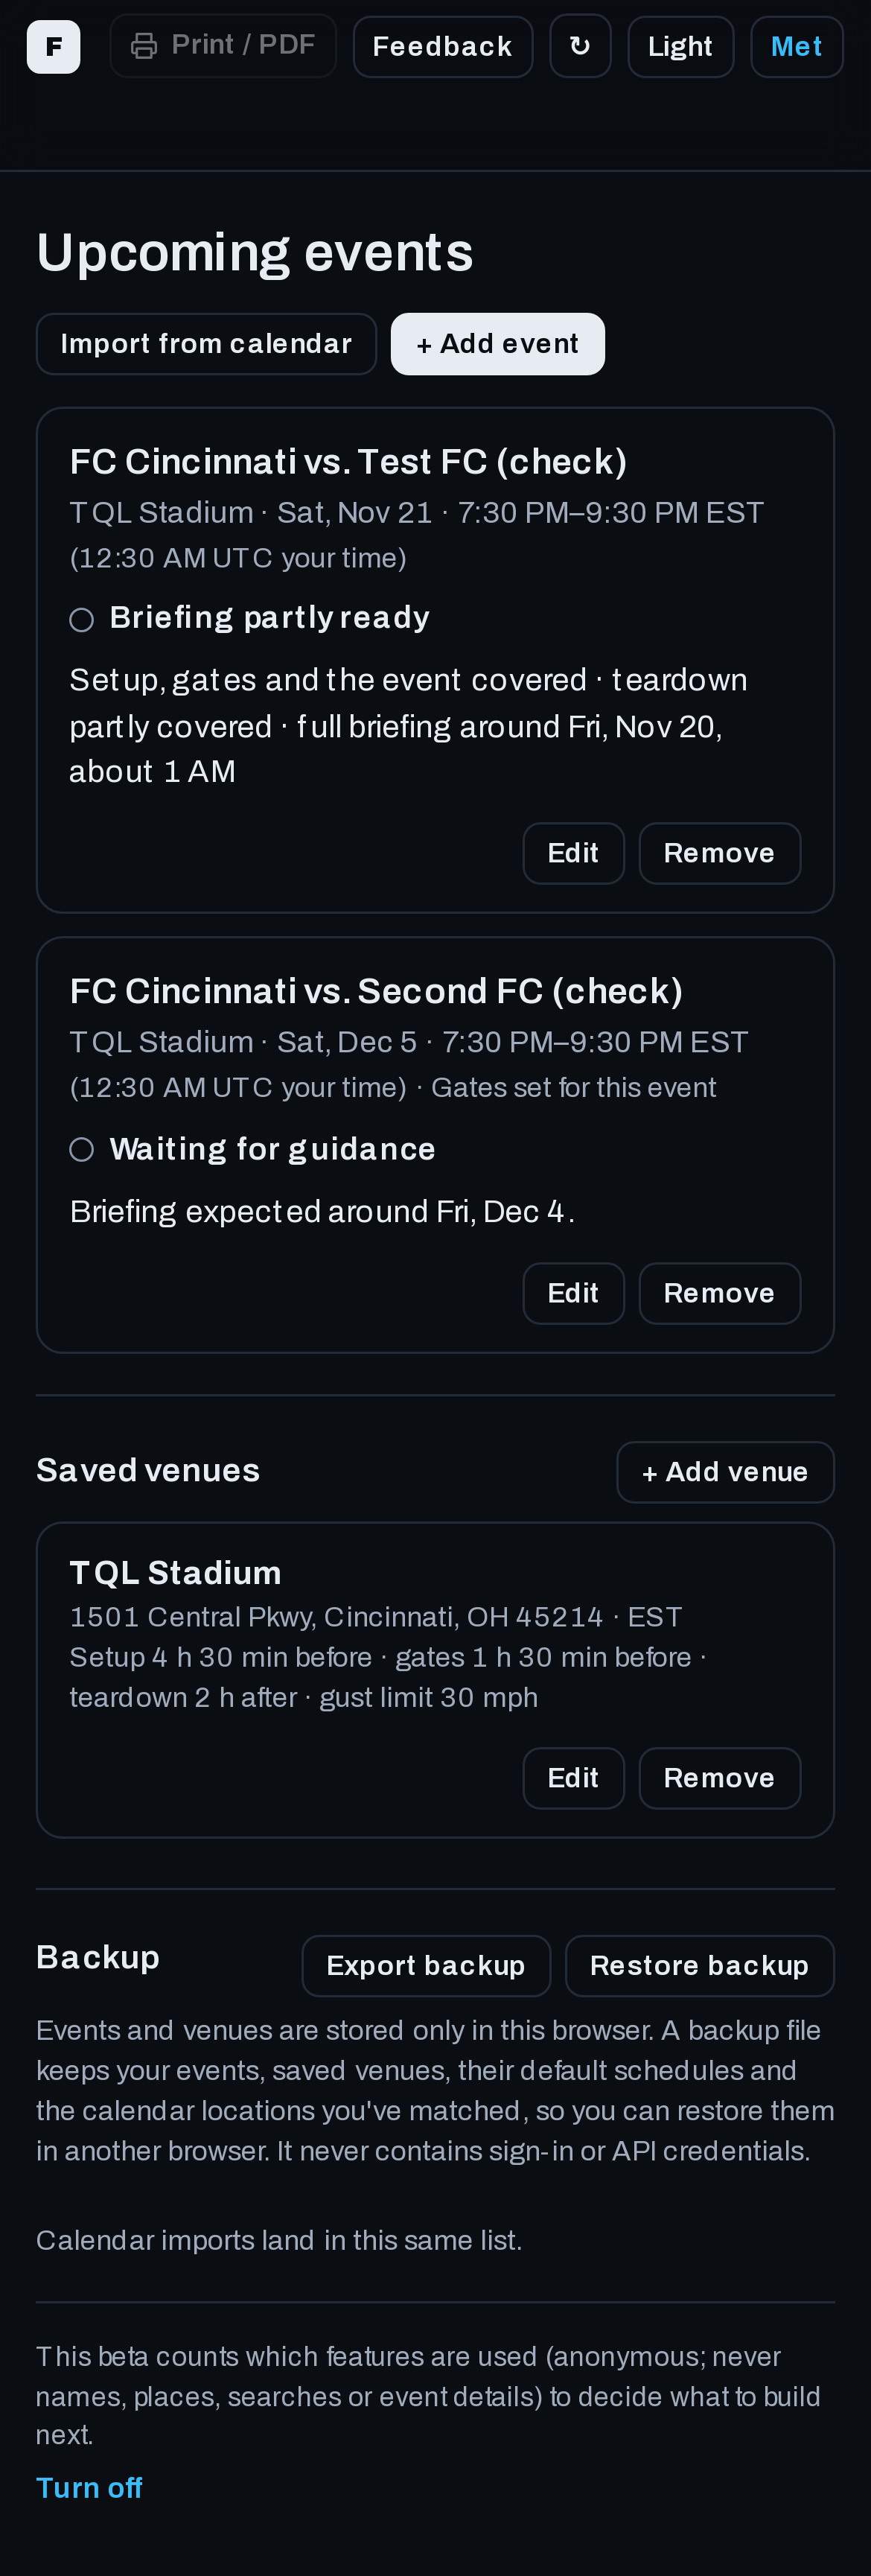 F
Print / PDF
Feedback
↻
Light
Met
Upcoming events
Import from calendar
+ Add event
FC Cincinnati vs. Test FC (check)
TQL Stadium · Sat, Nov 21 · 7:30 PM–9:30 PM EST
(12:30 AM UTC your time)
Briefing partly ready
Setup, gates and the event covered · teardown
partly covered · full briefing around Fri, Nov 20,
about 1 AM
Edit
Remove
FC Cincinnati vs. Second FC (check)
TQL Stadium · Sat, Dec 5 · 7:30 PM–9:30 PM EST
(12:30 AM UTC your time) · Gates set for this event
Waiting for guidance
Briefing expected around Fri, Dec 4.
Edit
Remove
Saved venues
+ Add venue
TQL Stadium
1501 Central Pkwy, Cincinnati, OH 45214 · EST
Setup 4 h 30 min before · gates 1 h 30 min before ·
teardown 2 h after · gust limit 30 mph
Edit
Remove
Backup
Export backup
Restore backup
Events and venues are stored only in this browser. A backup file
keeps your events, saved venues, their default schedules and
the calendar locations you've matched, so you can restore them
in another browser. It never contains sign-in or API credentials.
Calendar imports land in this same list.
This beta counts which features are used (anonymous; never
names, places, searches or event details) to decide what to build
next.
Turn off